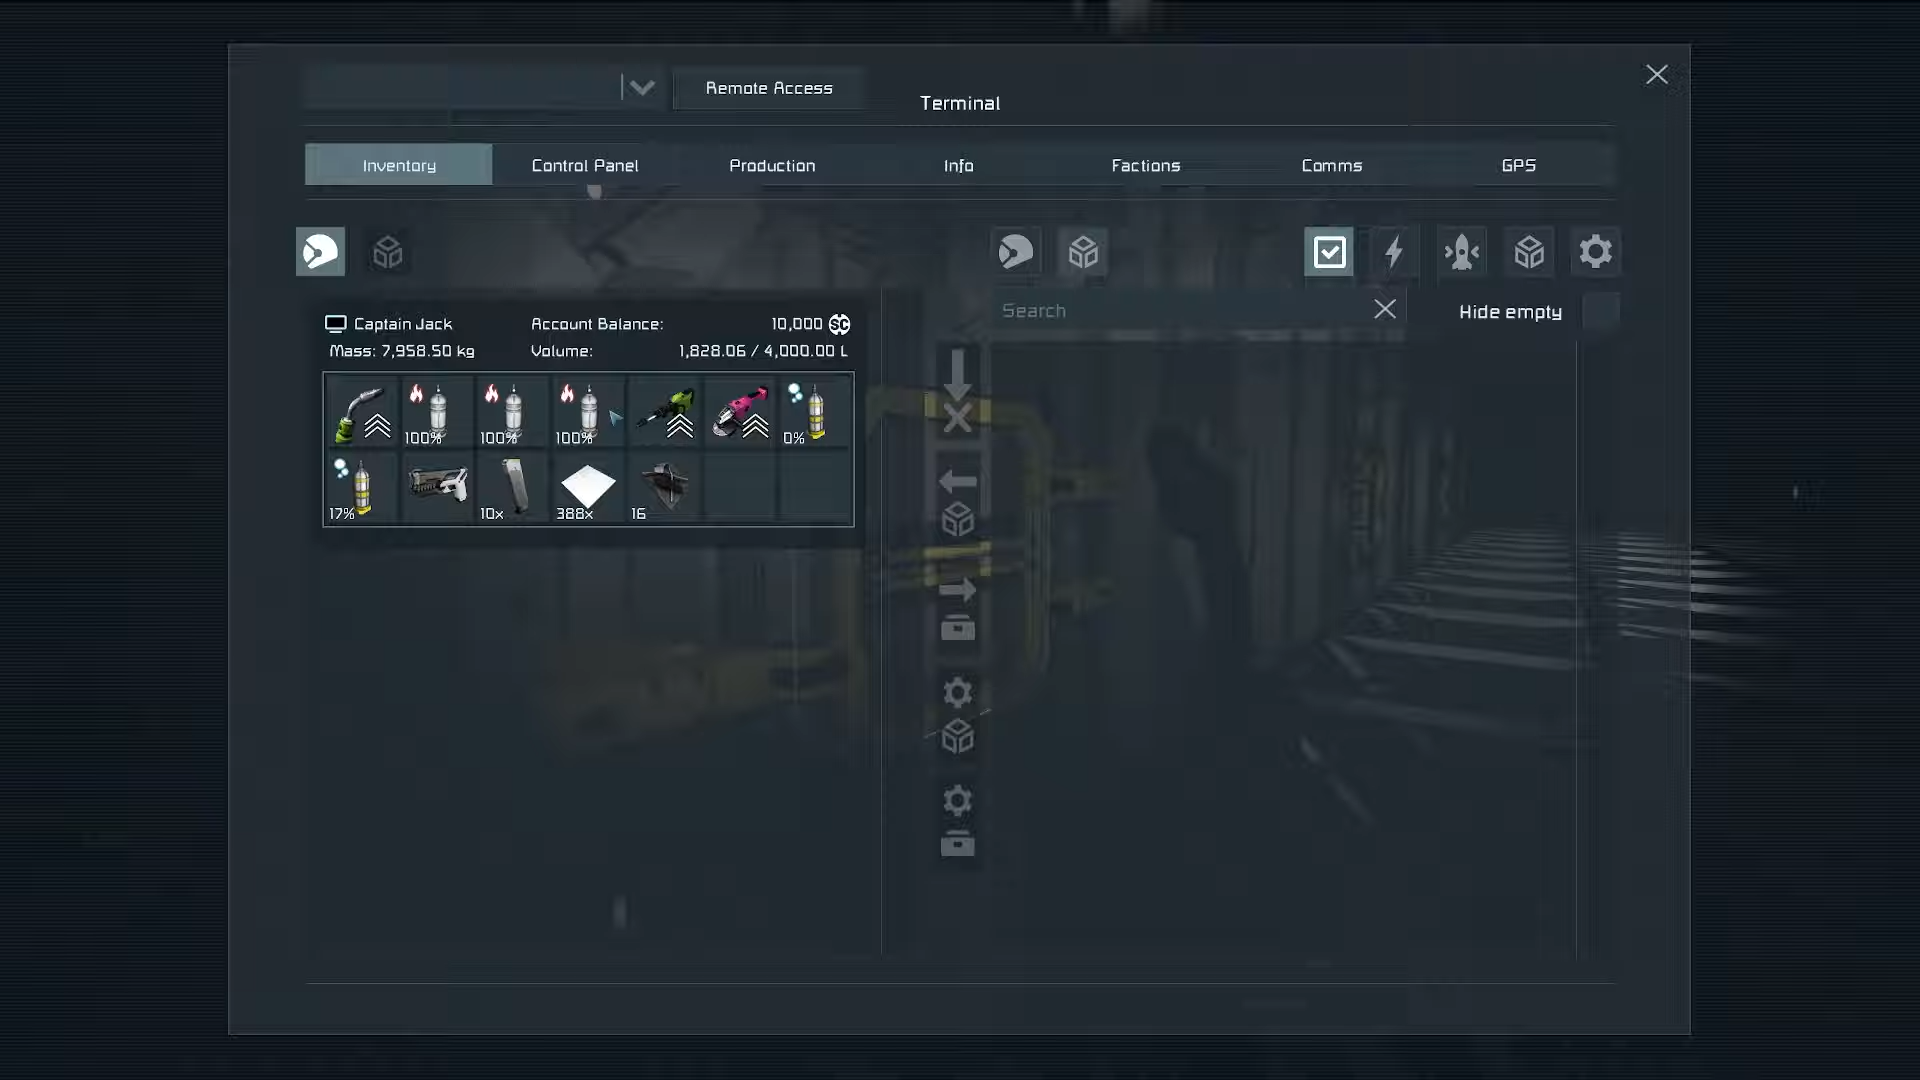 Remote Access
Terminal
Inventory
Control Panel
Production
Info
Factions
Comms
GPS
Search
Hide empty
Captain Jack
Account Balance:
10,000 SC
Mass: 7,958.50 kg
Volume:
1,828.06 / 4,000.00 L
100%
100%
100%
0%
17%
10x
388x
16